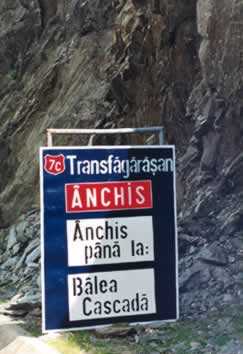 7C Transfăgărășan
ÂNCHIS
Ânchis
până la:
Bâlea
Cascadă